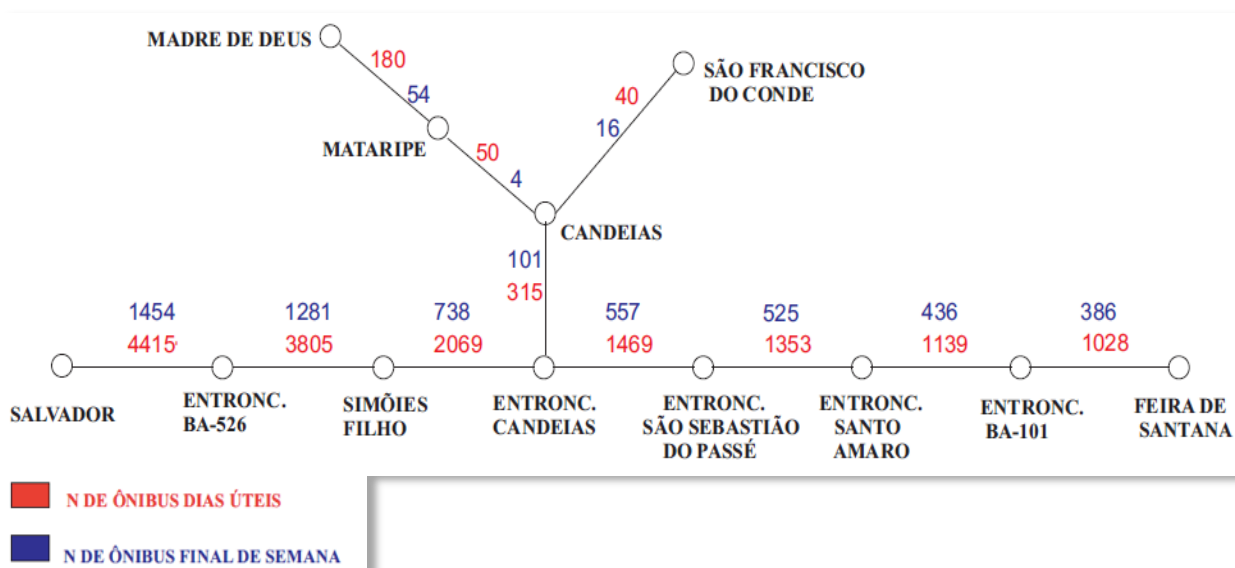 MADRE DE DEUS
180
SÃO FRANCISCO
DO CONDE
40
54
16
MATARIPE
50
4
CANDEIAS
101
315
1454 1281 738 557 525 436 386
4415 3805 2069 1469 1353 1139 1028
SALVADOR
ENTRONC.
BA-526
SIMÕIES
FILHO
ENTRONC.
CANDEIAS
ENTRONC.
SÃO SEBASTIÃO
DO PASSÉ
ENTRONC.
SANTO
AMARO
ENTRONC.
BA-101
FEIRA DE
SANTANA
N DE ÔNIBUS DIAS ÚTEIS
N DE ÔNIBUS FINAL DE SEMANA